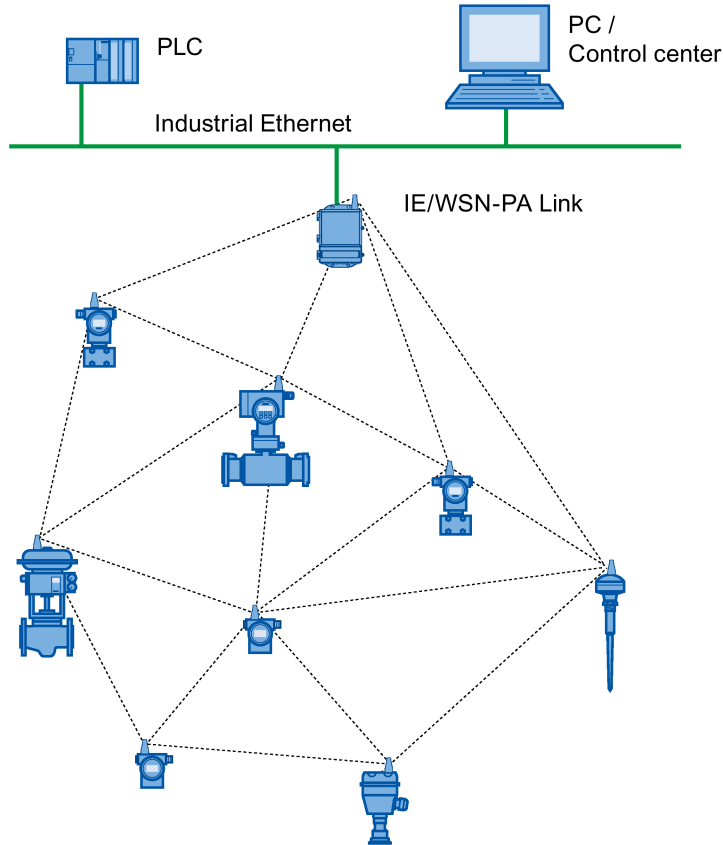 PLC
PC /
Control center
Industrial Ethernet
IE/WSN-PA Link